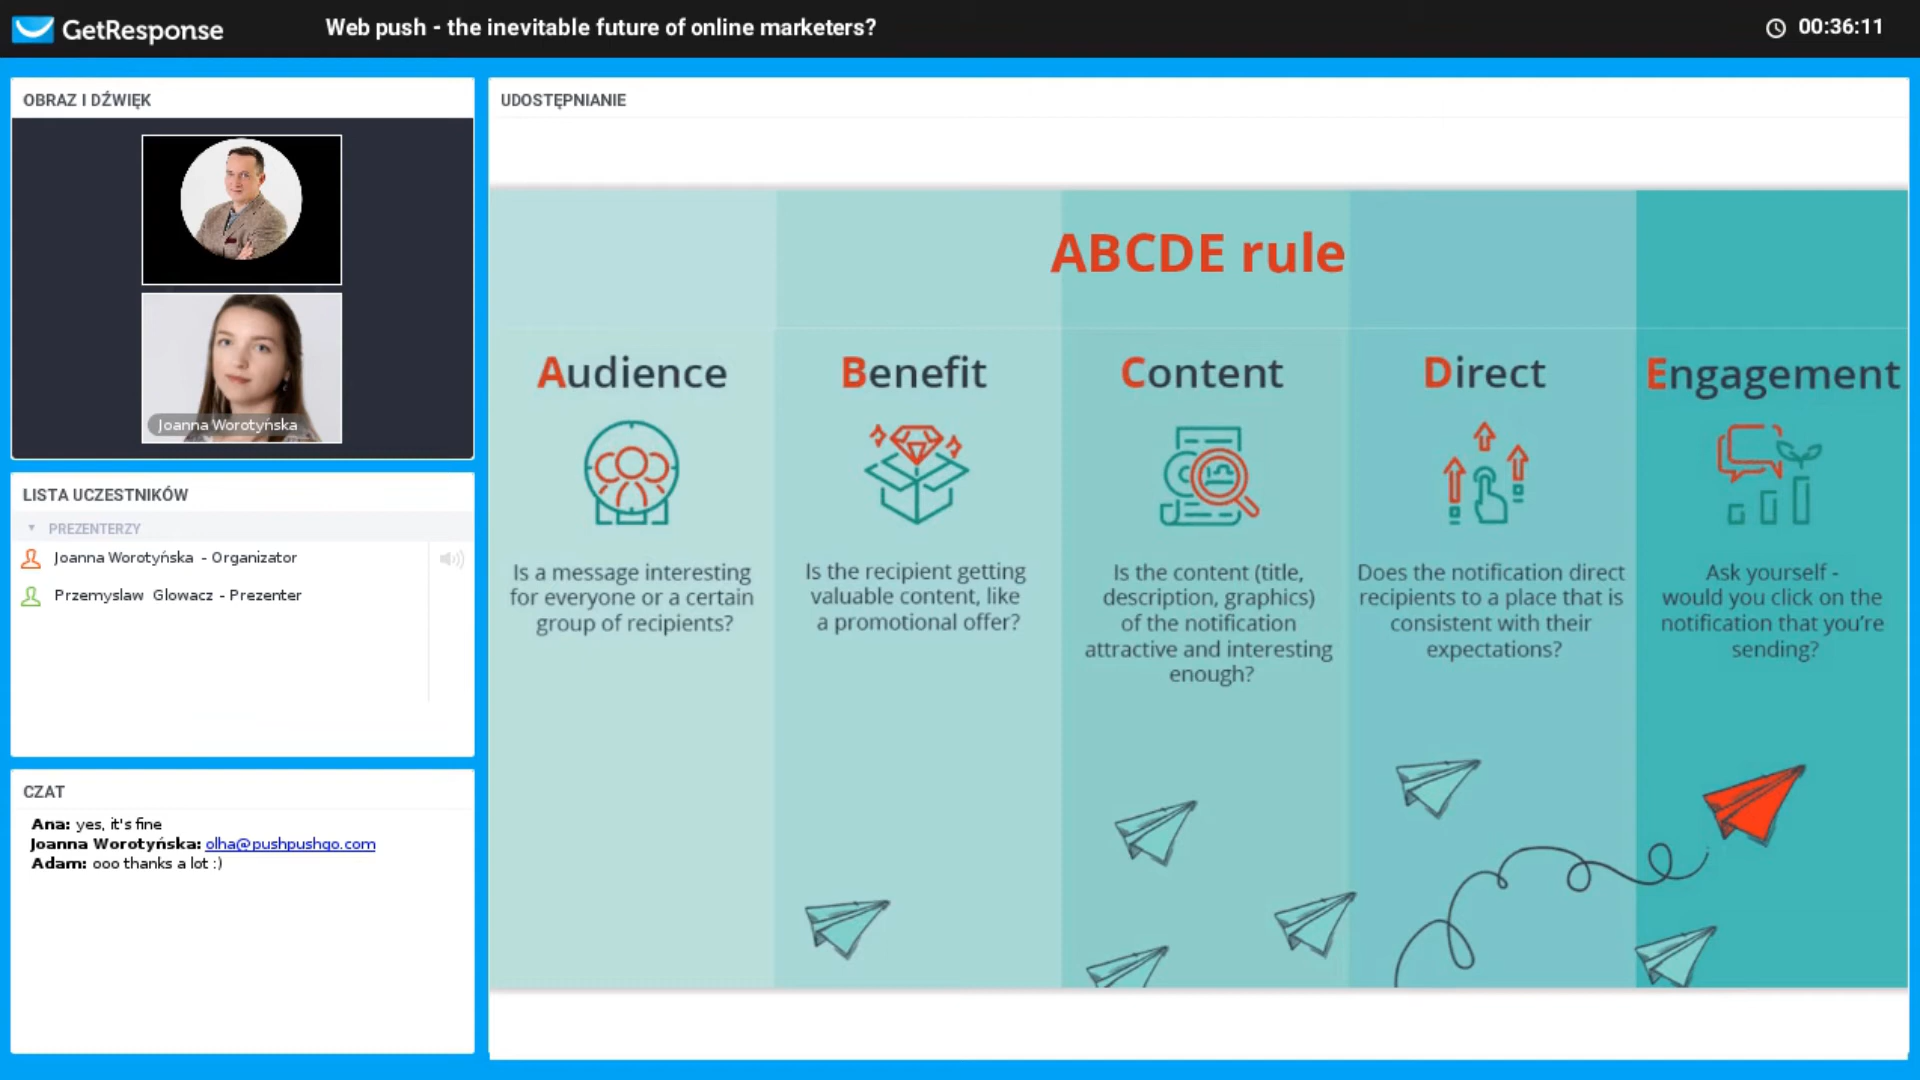 GetResponse
Web push - the inevitable future of online marketers?
00:36:11
OBRAZ I DŹWIĘK
Joanna Worotyńska
LISTA UCZESTNIKÓW
PREZENTERZY
Joanna Worotyńska - Organizator
Przemyslaw Glowacz - Prezenter
CZAT
Ana: yes, it's fine
Joanna Worotyńska: olha@pushpushgo.com
Adam: ooo thanks a lot :)
UDOSTĘPNIANIE
ABCDE rule
Audience
Is a message interesting
for everyone or a certain
group of recipients?
Benefit
Is the recipient getting
valuable content, like
a promotional offer?
Content
Is the content (title,
description, graphics)
of the notification
attractive and interesting
enough?
Direct
Does the notification direct
recipients to a place that is
consistent with their
expectations?
Engagement
Ask yourself -
would you click on the
notification that you're
sending?